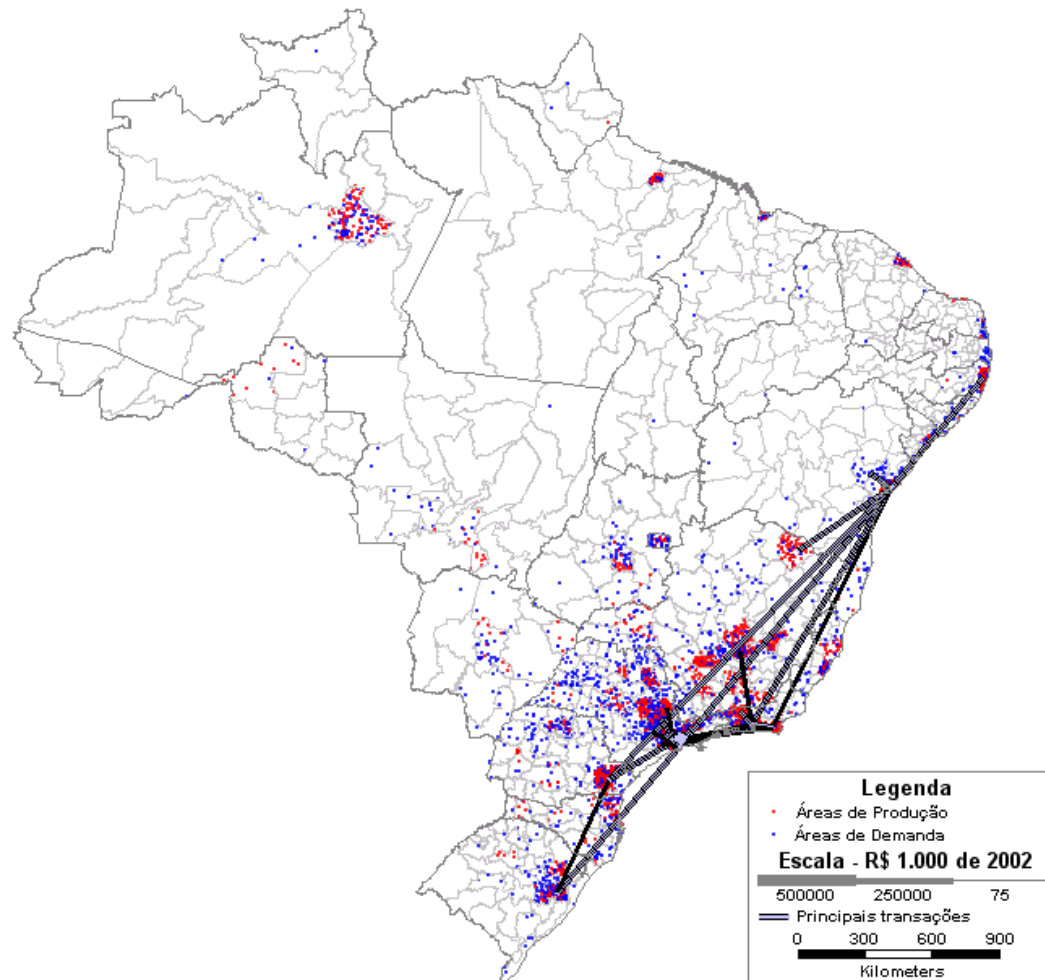 Legenda
Áreas de Produção
Áreas de Demanda
Escala - R$ 1.000 de 2002
500000 250000 75
Principais transações
0 300 600 900
Kilometers